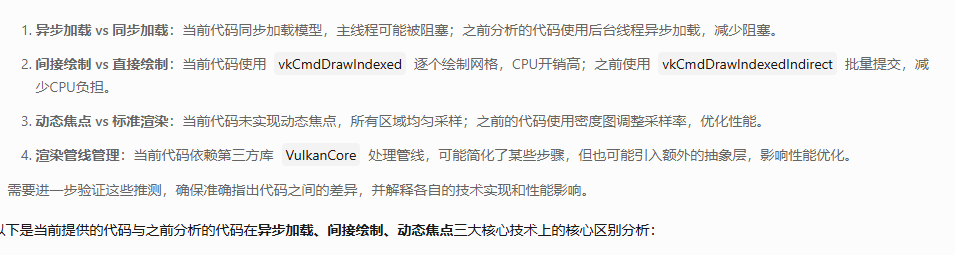 1. 异步加载 vs 同步加载：当前代码同步加载模型，主线程可能被阻塞；之前分析的代码使用后台线程异步加载，减少阻塞。
2. 间接绘制 vs 直接绘制：当前代码使用 vkCmdDrawIndexed 逐个绘制网格，CPU开销高；之前使用 vkCmdDrawIndexedIndirect 批量提交，减
少CPU负担。
3. 动态焦点 vs 标准渲染：当前代码未实现动态焦点，所有区域均匀采样；之前的代码使用密度图调整采样率，优化性能。
4. 渲染管线管理：当前代码依赖第三方库 VulkanCore 处理管线，可能简化了某些步骤，但也可能引入额外的抽象层，影响性能优化。
需要进一步验证这些推测，确保准确指出代码之间的差异，并解释各自的技术实现和性能影响。
以下是当前提供的代码与之前分析的代码在异步加载、间接绘制、动态焦点三大核心技术上的核心区别分析：